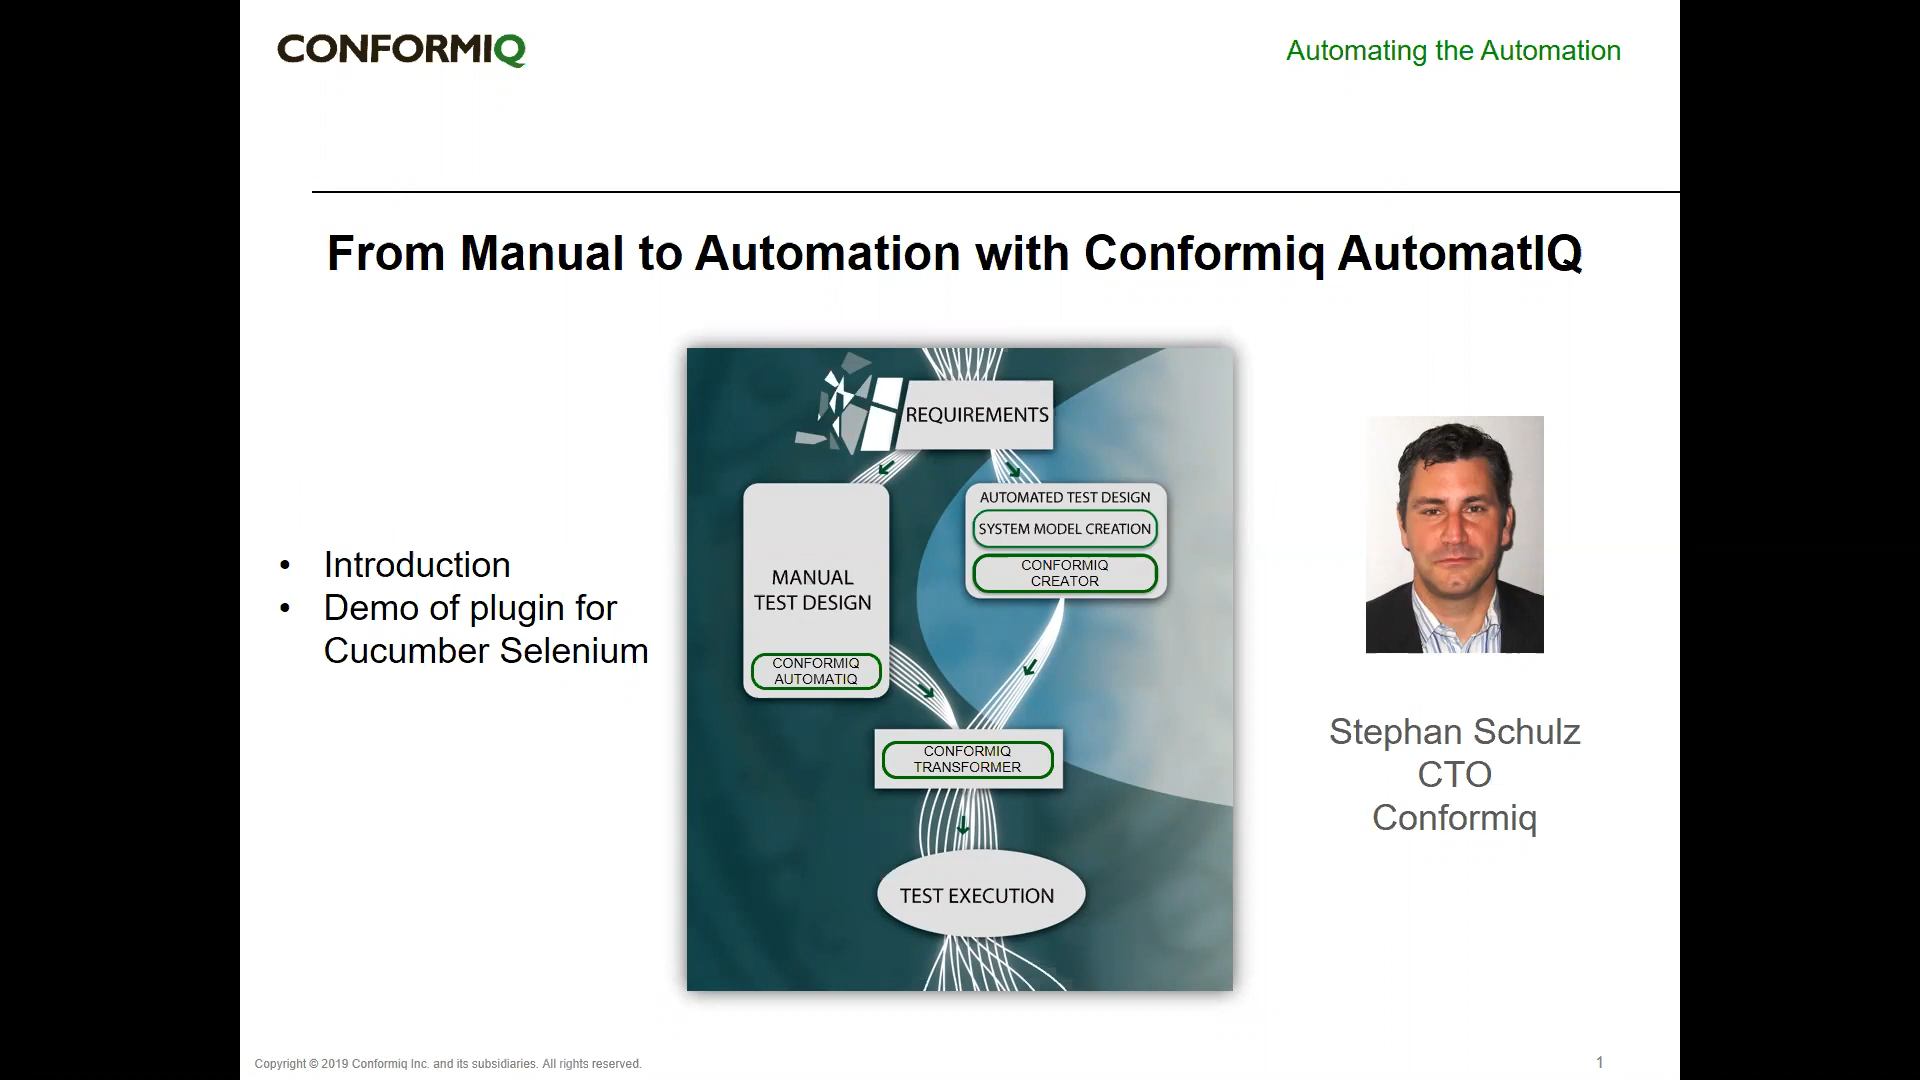 CONFORMIQ
Automating the Automation
From Manual to Automation with Conformiq AutomatIQ
• Introduction
• Demo of plugin for
Cucumber Selenium
REQUIREMENTS
MANUAL
TEST DESIGN
CONFORMIQ
AUTOMATIQ
AUTOMATED TEST DESIGN
SYSTEM MODEL CREATION
CONFORMIQ
CREATOR
CONFORMIQ
TRANSFORMER
TEST EXECUTION
Stephan Schulz
CTO
Conformiq
Copyright © 2019 Conformiq Inc. and its subsidiaries. All rights reserved.
1